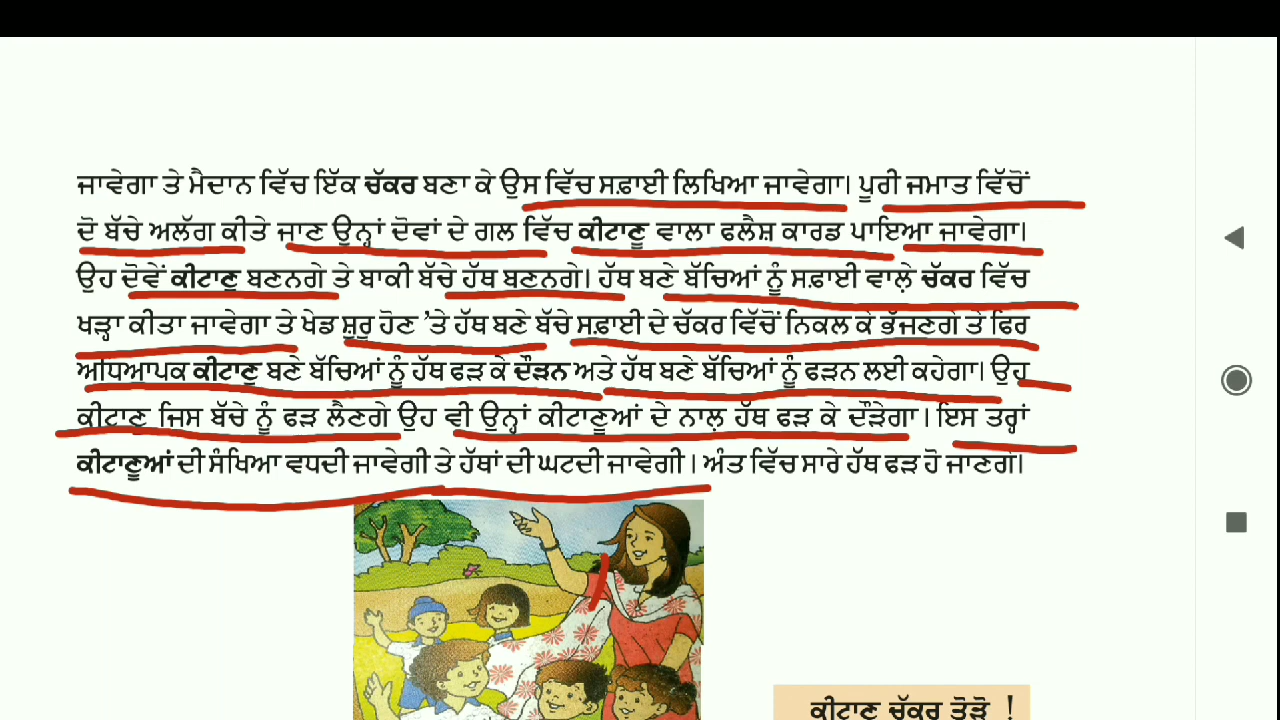 ਜਾਵੇਗਾ ਤੇ ਮੈਦਾਨ ਵਿੱਚ ਇੱਕ ਚੱਕਰ ਬਣਾ ਕੇ ਉਸ ਵਿੱਚ ਸਫ਼ਾਈ ਲਿਖਿਆ ਜਾਵੇਗਾ। ਪੂਰੀ ਜਮਾਤ ਵਿੱਚੋਂ
ਦੋ ਬੱਚੇ ਅਲੱਗ ਕੀਤੇ ਜਾਣ ਉਨ੍ਹਾਂ ਦੋਵਾਂ ਦੇ ਗਲ ਵਿੱਚ ਕੀਟਾਣੂ ਵਾਲਾ ਫਲੈਸ਼ ਕਾਰਡ ਪਾਇਆ ਜਾਵੇਗਾ।
ਉਹ ਦੋਵੇਂ ਕੀਟਾਣੂ ਬਣਨਗੇ ਤੇ ਬਾਕੀ ਬੱਚੇ ਹੱਥ ਬਣਨਗੇ। ਹੱਥ ਬਣੇ ਬੱਚਿਆਂ ਨੂੰ ਸਫ਼ਾਈ ਵਾਲ਼ੇ ਚੱਕਰ ਵਿੱਚ
ਖੜ੍ਹਾ ਕੀਤਾ ਜਾਵੇਗਾ ਤੇ ਖੇਡ ਸ਼ੁਰੂ ਹੋਣ ’ਤੇ ਹੱਥ ਬਣੇ ਬੱਚੇ ਸਫ਼ਾਈ ਦੇ ਚੱਕਰ ਵਿੱਚੋਂ ਨਿਕਲ ਕੇ ਭੱਜਣਗੇ ਤੇ ਫਿਰ
ਅਧਿਆਪਕ ਕੀਟਾਣੂ ਬਣੇ ਬੱਚਿਆਂ ਨੂੰ ਹੱਥ ਫੜ ਕੇ ਦੌੜਨ ਅਤੇ ਹੱਥ ਬਣੇ ਬੱਚਿਆਂ ਨੂੰ ਫੜਨ ਲਈ ਕਹੇਗਾ। ਉਹ
ਕੀਟਾਣੂ ਜਿਸ ਬੱਚੇ ਨੂੰ ਫੜ ਲੈਣਗੇ ਉਹ ਵੀ ਉਨ੍ਹਾਂ ਕੀਟਾਣੂਆਂ ਦੇ ਨਾਲ਼ ਹੱਥ ਫੜ ਕੇ ਦੌੜੇਗਾ। ਇਸ ਤਰ੍ਹਾਂ
ਕੀਟਾਣੂਆਂ ਦੀ ਸੰਖਿਆ ਵਧਦੀ ਜਾਵੇਗੀ ਤੇ ਹੱਥਾਂ ਦੀ ਘਟਦੀ ਜਾਵੇਗੀ। ਅੰਤ ਵਿੱਚ ਸਾਰੇ ਹੱਥ ਫੜ ਹੋ ਜਾਣਗੇ।
ਕੀਟਾਣੂ ਚੱਕਰ ਤੋੜੋ !